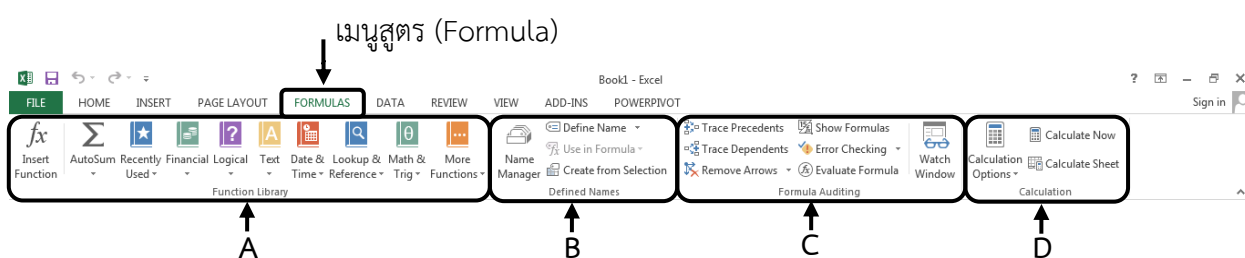 เมนูสูตร (Formula)
Book1 - Excel
FILE HOME INSERT PAGE LAYOUT FORMULAS DATA REVIEW VIEW ADD-INS POWERPIVOT Sign in
fx Insert Function
AutoSum
Recently Used
Financial
Logical
Text
Date & Time
Lookup & Reference
Math & Trig
More Functions
Function Library
Name Manager
Define Name
Use in Formula
Create from Selection
Defined Names
Trace Precedents
Trace Dependents
Remove Arrows
Show Formulas
Error Checking
Evaluate Formula
Watch Window
Formula Auditing
Calculation Options
Calculate Now
Calculate Sheet
Calculation
A B C D